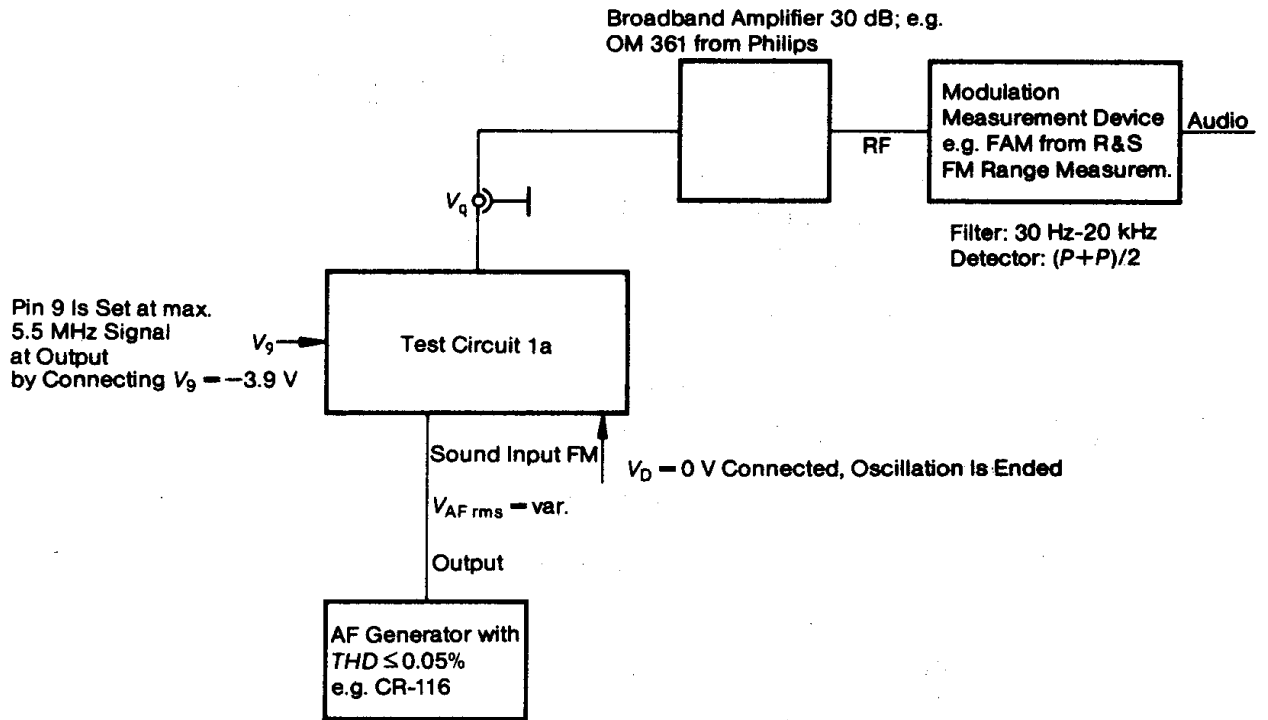 Broadband Amplifier 30 dB; e.g.
OM 361 from Philips
Modulation
Measurement Device
e.g. FAM from R&S
FM Range Measurem.
Audio
RF
Vq
Filter: 30 Hz-20 kHz
Detector: (P+P)/2
Pin 9 Is Set at max.
5.5 MHz Signal
at Output
by Connecting V9 = −3.9 V
V9
Test Circuit 1a
Sound Input FM
VD = 0 V Connected, Oscillation Is Ended
VAF rms = var.
Output
AF Generator with
THD ≤ 0.05%
e.g. CR-116